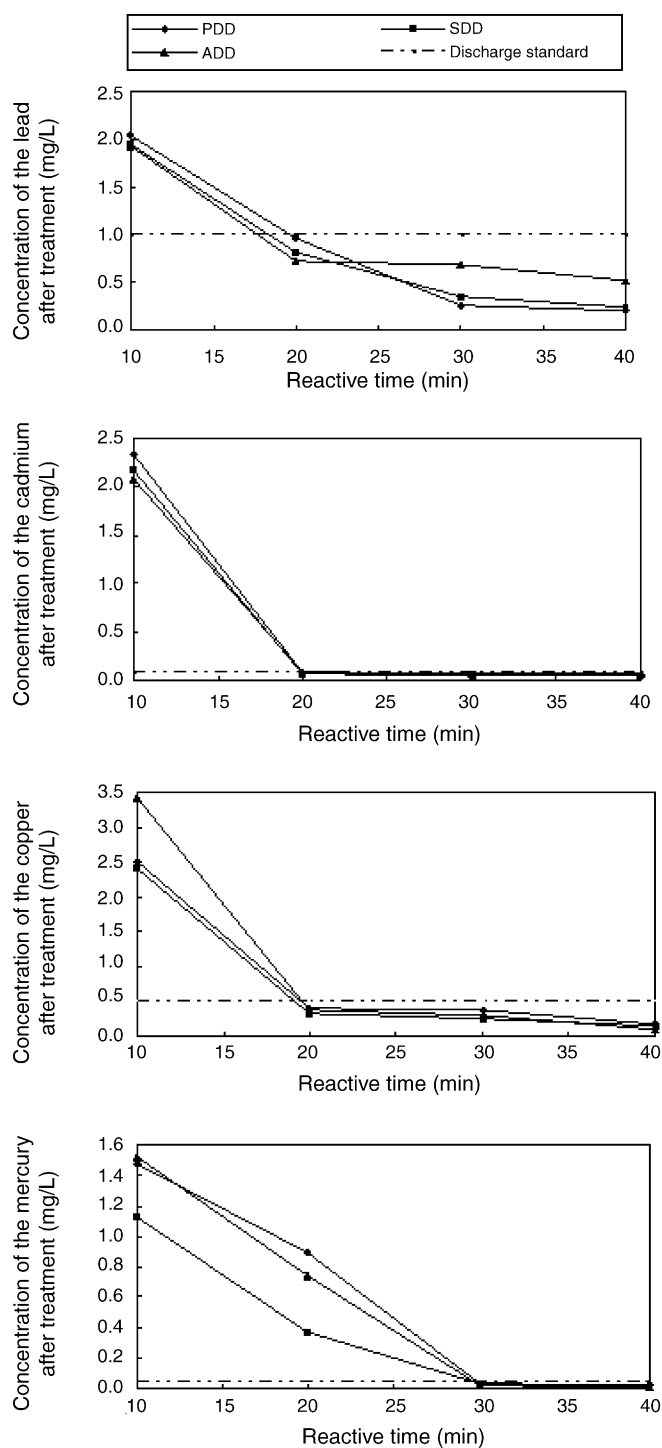 PDD
SDD
ADD
Discharge standard
Concentration of the lead
after treatment (mg/L)
2.5
2.0
1.5
1.0
0.5
0.0
10 15 20 25 30 35 40
Reactive time (min)
Concentration of the cadmium
after treatment (mg/L)
2.5
2.0
1.5
1.0
0.5
0.0
10 15 20 25 30 35 40
Reactive time (min)
Concentration of the copper
after treatment (mg/L)
3.5
3.0
2.5
2.0
1.5
1.0
0.5
0.0
10 15 20 25 30 35 40
Reactive time (min)
Concentration of the mercury
after treatment (mg/L)
1.6
1.4
1.2
1.0
0.8
0.6
0.4
0.2
0.0
10 15 20 25 30 35 40
Reactive time (min)